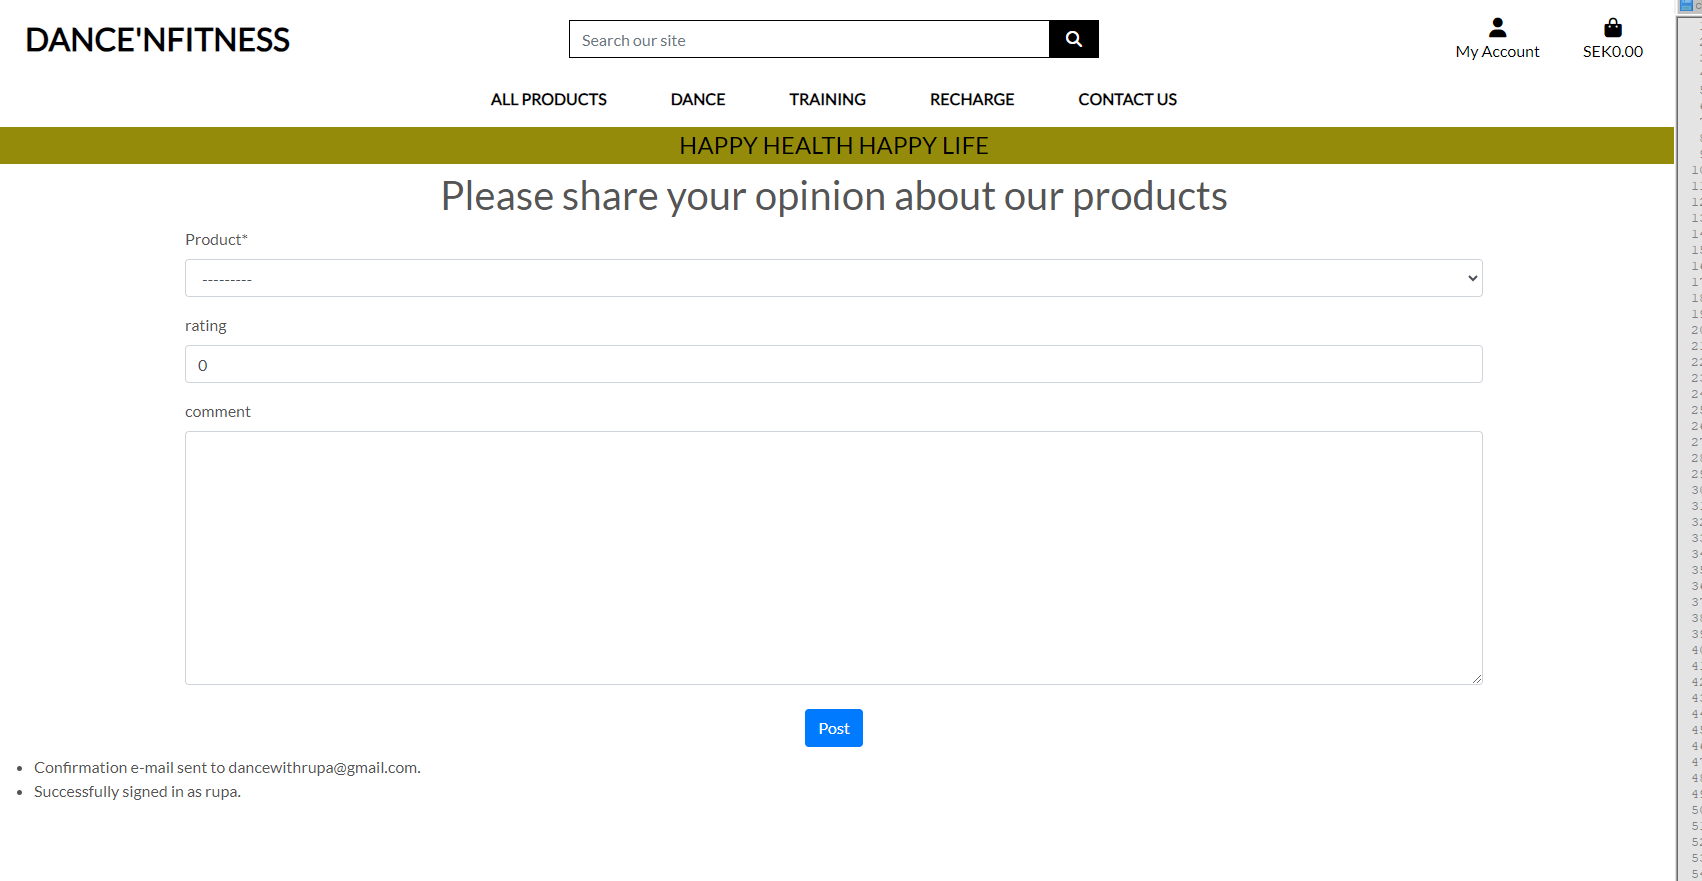 DANCE'NFITNESS
Search our site
My Account
SEK0.00
ALL PRODUCTS DANCE TRAINING RECHARGE CONTACT US
HAPPY HEALTH HAPPY LIFE
Please share your opinion about our products
Product*
---------
rating
0
comment
Post
Confirmation e-mail sent to dancewithrupa@gmail.com.
Successfully signed in as rupa.